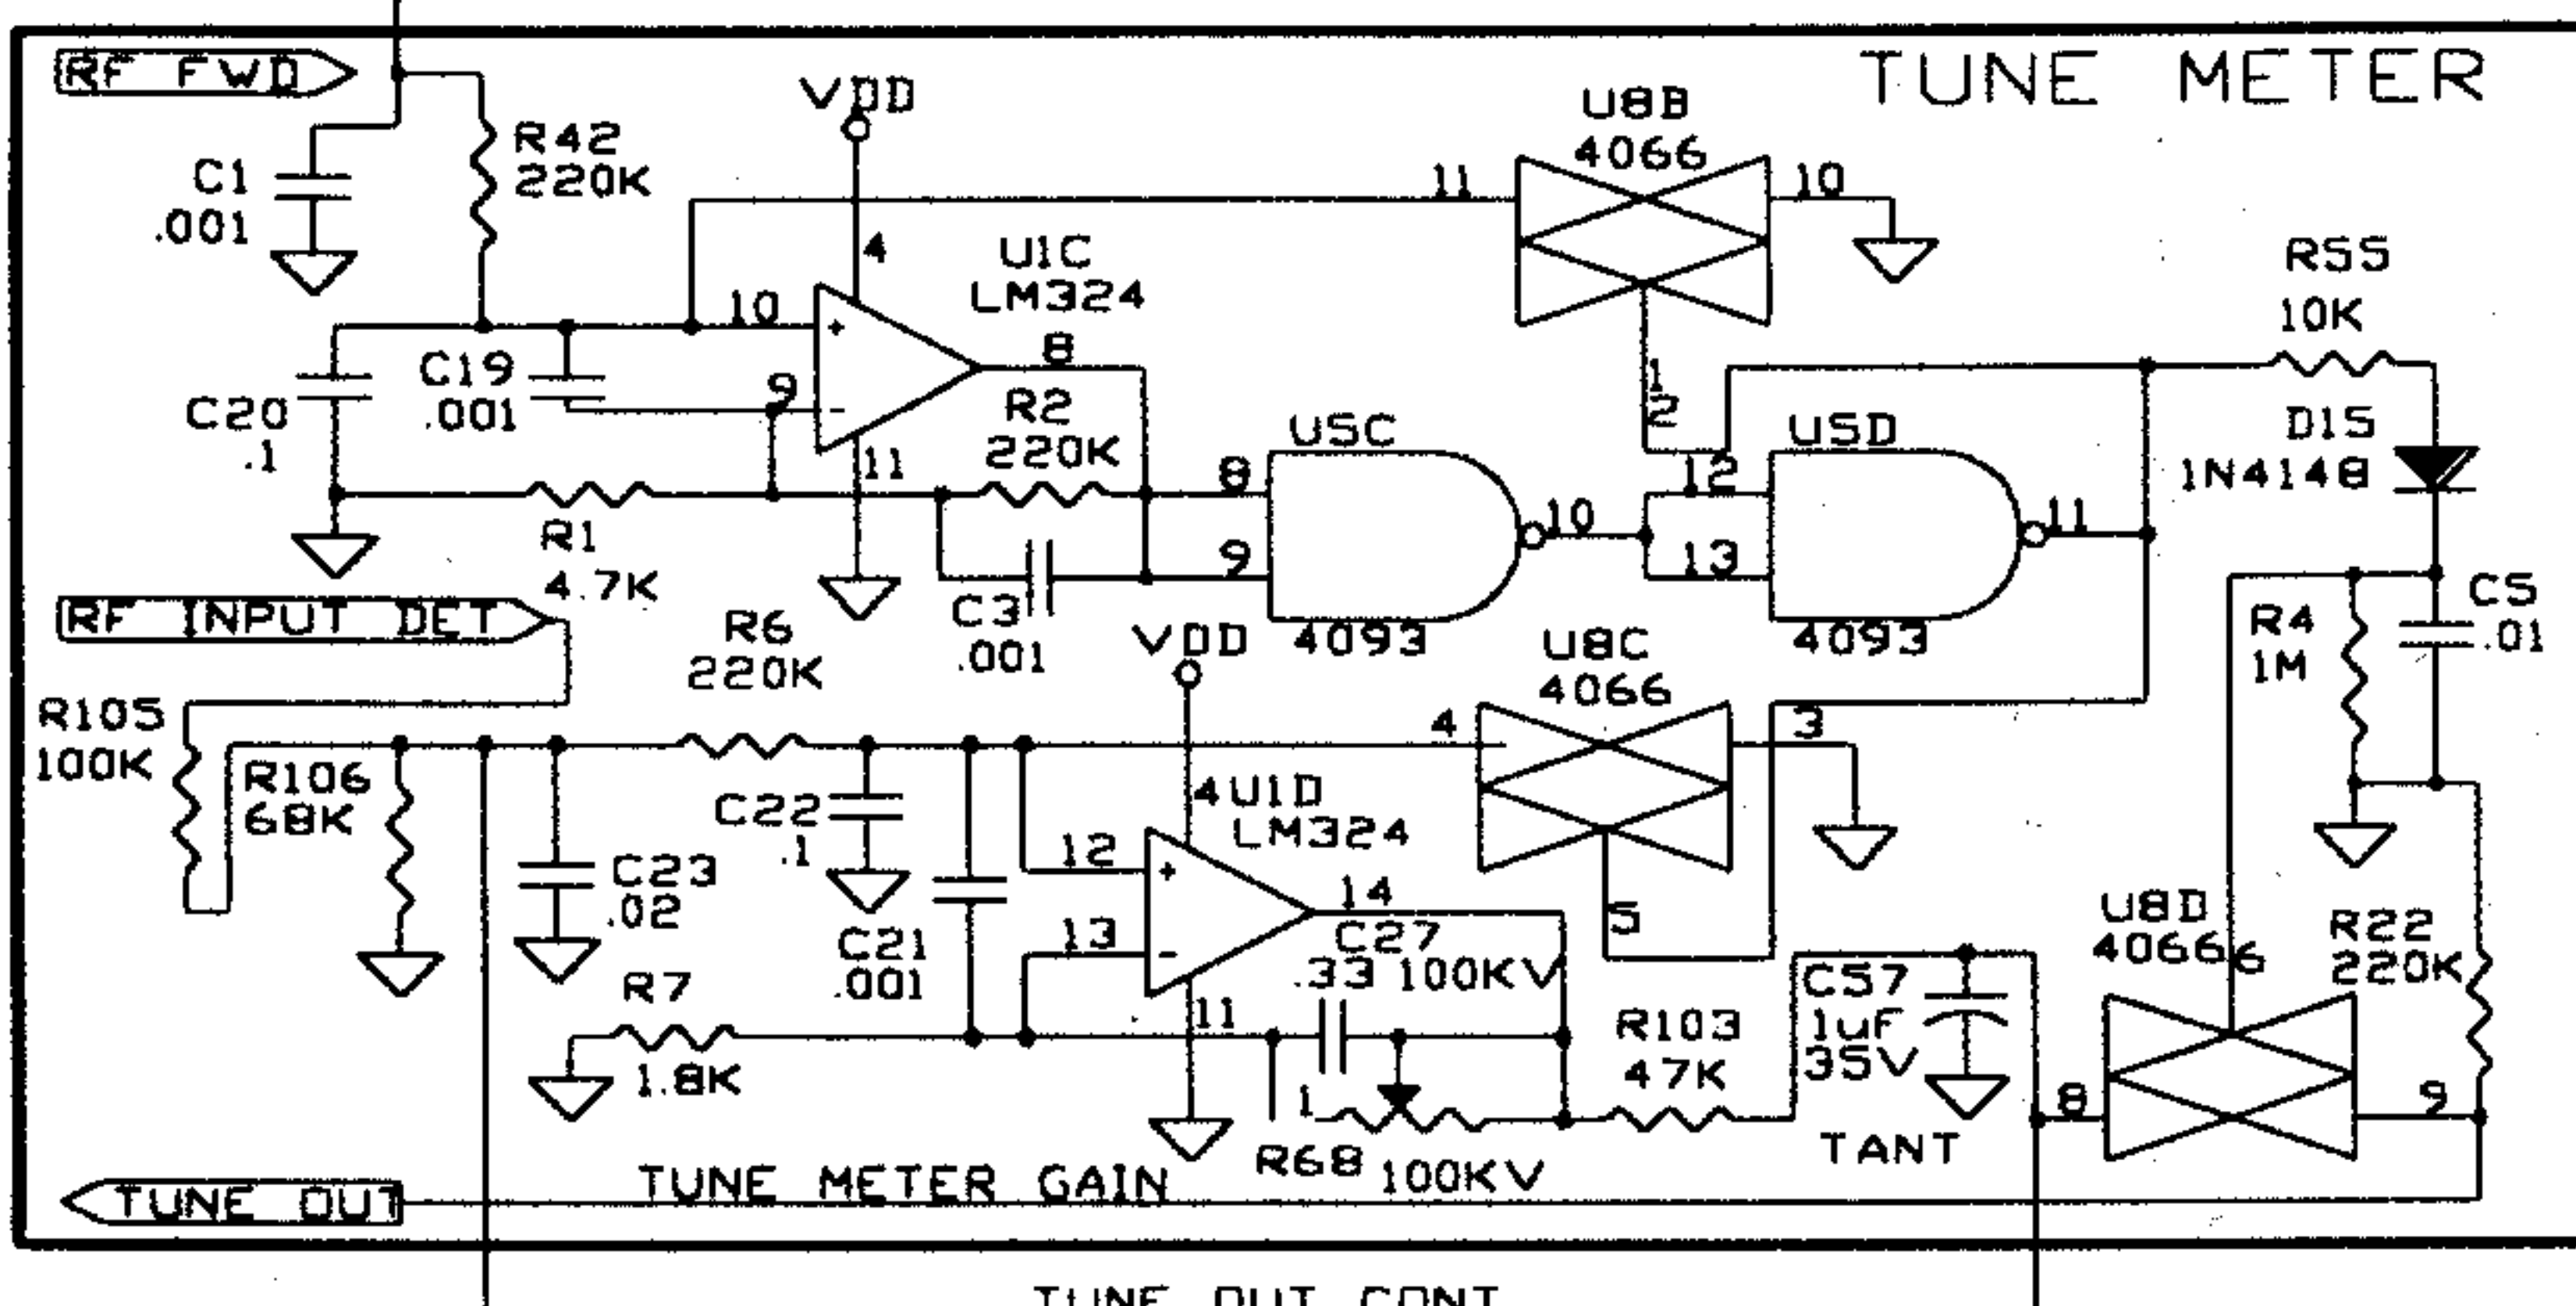 TUNE METER
RF FWD
C1
.001
R42
220K
VDD
4
U1C
LM324
10
+
8
9
-
11
C20
.1
C19
.001
R1
4.7K
R2
220K
C3
.001
U8B
4066
11
10
1
2
U5C
8
9
10
4093
U5D
12
13
11
4093
R55
10K
D15
1N4148
R4
1M
C5
.01
RF INPUT DET
R105
100K
R106
68K
R6
220K
C23
.02
C22
.1
C21
.001
VDD
4
U1D
LM324
12
+
13
-
14
11
U8C
4066
4
3
5
R7
1.8K
C27
.33 100KV
1
R68 100KV
R103
47K
C57
1uF
35V
TANT
U8D
4066
6
8
9
R22
220K
TUNE METER GAIN
TUNE OUT
TUNE OUT CONT